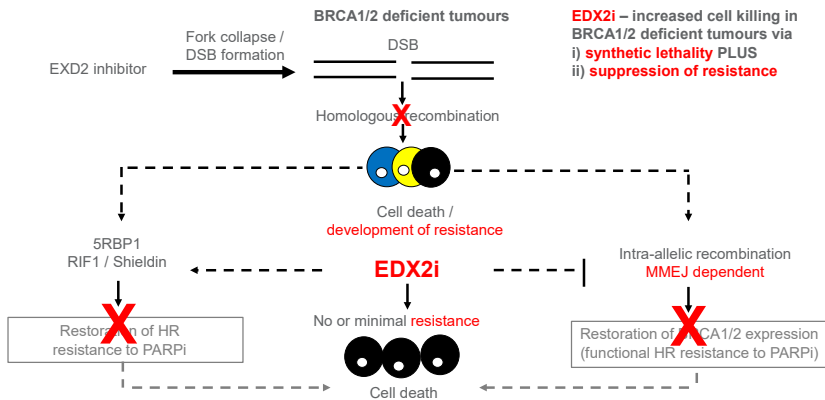 BRCA1/2 deficient tumours
EDX2i – increased cell killing in
BRCA1/2 deficient tumours via
i) synthetic lethality PLUS
ii) suppression of resistance
Fork collapse /
DSB formation
DSB
EXD2 inhibitor
Homologous recombination
X
Cell death /
development of resistance
5RBP1
RIF1 / Shieldin
EDX2i
Intra-allelic recombination
MMEJ dependent
X
X
No or minimal resistance
Restoration of HR
resistance to PARPi
Restoration of BRCA1/2 expression
(functional HR resistance to PARPi)
Cell death